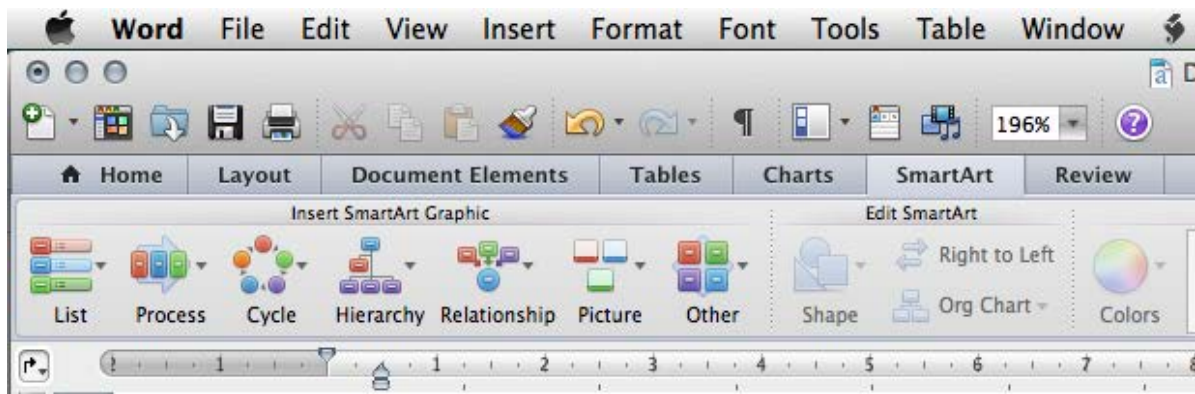 Word File Edit View Insert Format Font Tools Table Window
D
a
196% ?
Home Layout Document Elements Tables Charts SmartArt Review
Insert SmartArt Graphic Edit SmartArt
Right to Left
List Process Cycle Hierarchy Relationship Picture Other Shape Org Chart Colors
1 1 2 3 4 5 6 7 8